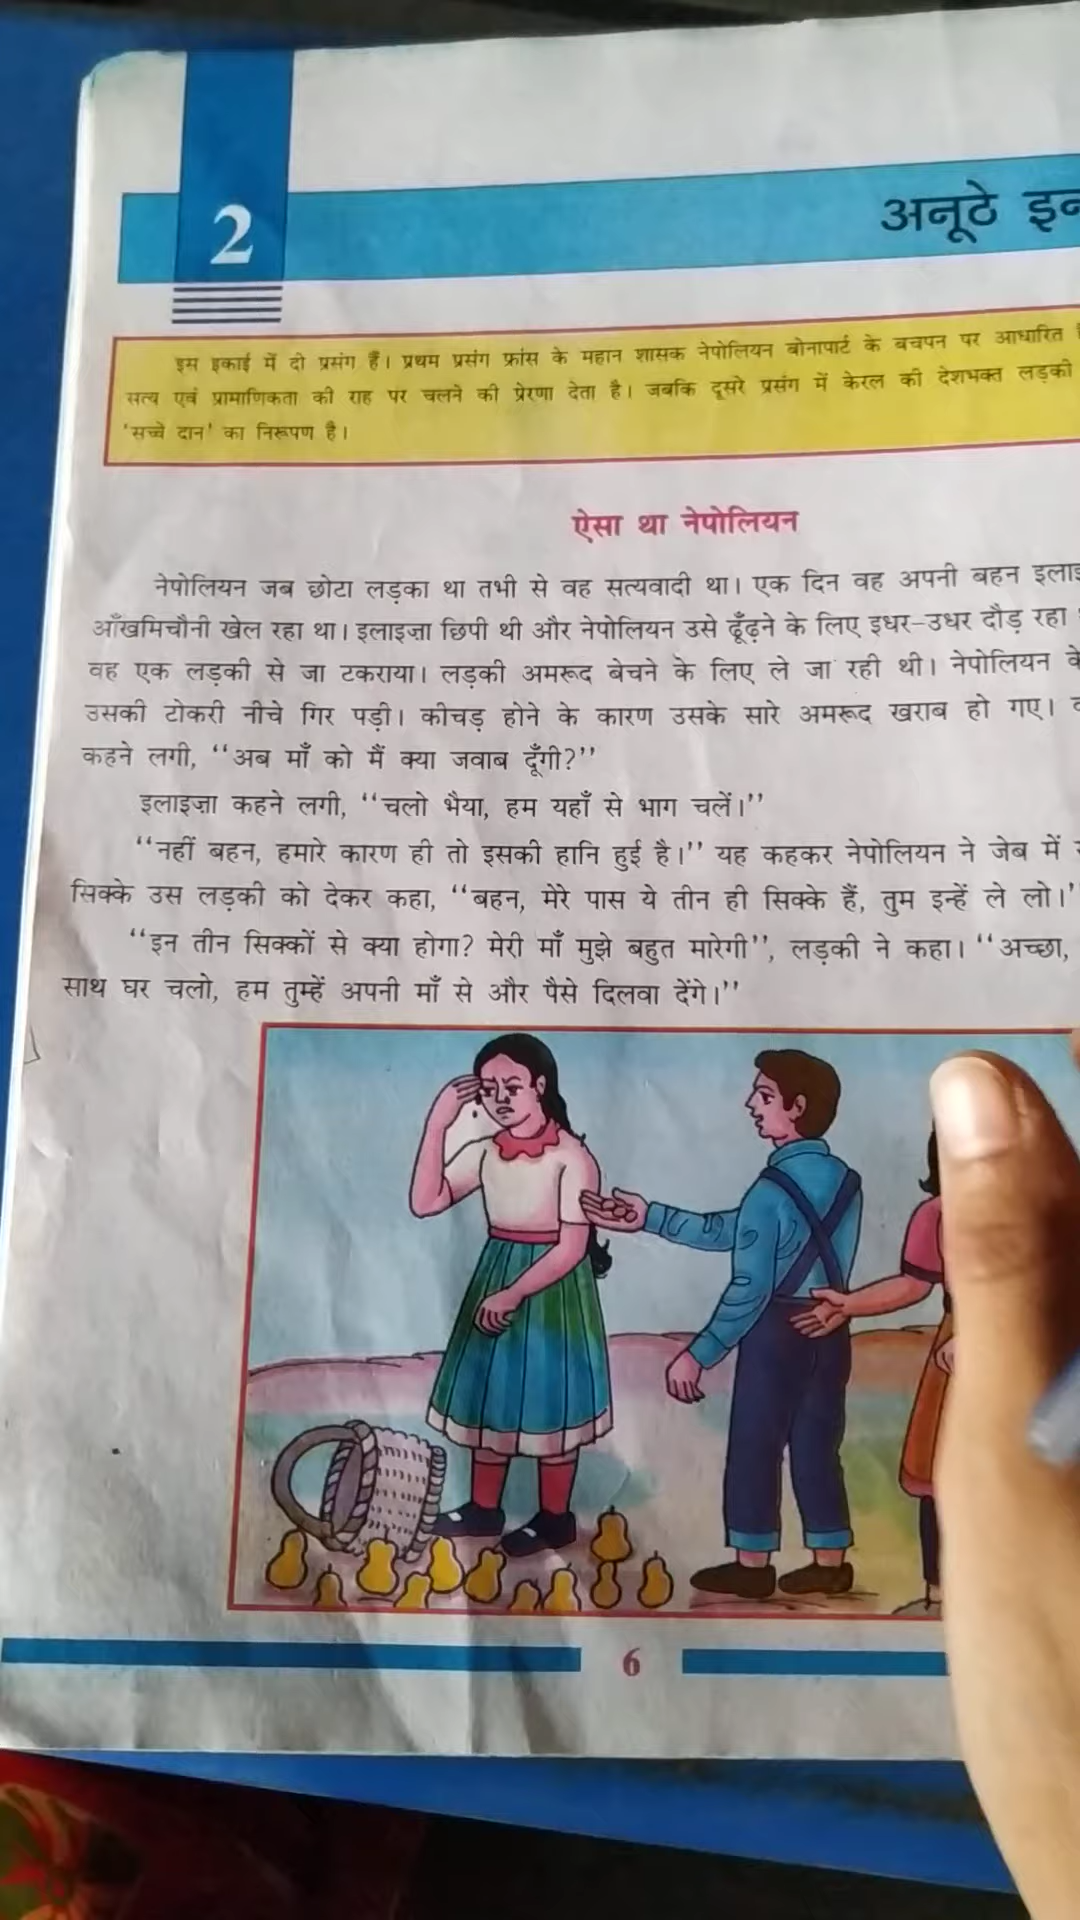 2
अनूठे
इस इकाई में दो प्रसंग हैं। प्रथम प्रसंग फ्रांस के महान शासक नेपोलियन बोनापार्ट के बचपन पर आधारित
सत्य एवं प्रामाणिकता की राह पर चलने की प्रेरणा देता है। जबकि दूसरे प्रसंग में केरल की देशभक्त लड़की
'सच्चे दान' का निरूपण है।
ऐसा था नेपोलियन
नेपोलियन जब छोटा लड़का था तभी से वह सत्यवादी था। एक दिन वह अपनी बहन
आँखमिचौनी खेल रहा था। इलाइज़ा छिपी थी और नेपोलियन उसे ढूँढ़ने के लिए इधर-उधर दौड़ रहा
वह एक लड़की से जा टकराया। लड़की अमरूद बेचने के लिए ले जा रही थी। नेपोलियन
उसकी टोकरी नीचे गिर पड़ी। कीचड़ होने के कारण उसके सारे अमरूद खराब हो गए।
कहने लगी, ‘‘अब माँ को मैं क्या जवाब दूँगी?’’
इलाइज़ा कहने लगी, ‘‘चलो भैया, हम यहाँ से भाग चलें।’’
‘‘नहीं बहन, हमारे कारण ही तो इसकी हानि हुई है।’’ यह कहकर नेपोलियन ने जेब में
सिक्के उस लड़की को देकर कहा, ‘‘बहन, मेरे पास ये तीन ही सिक्के हैं, तुम इन्हें ले लो।’’
‘‘इन तीन सिक्कों से क्या होगा? मेरी माँ मुझे बहुत मारेगी’’, लड़की ने कहा। ‘‘अच्छा,
साथ घर चलो, हम तुम्हें अपनी माँ से और पैसे दिलवा देंगे।’’
6